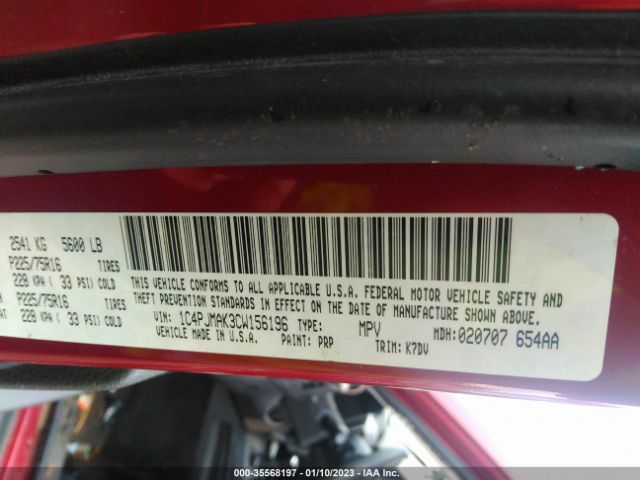 2541 KG 5600 LB
P225/75R16 TIRES
228 KPA ( 33 PSI) COLD
P225/75R16 TIRES
228 KPA ( 33 PSI) COLD
THIS VEHICLE CONFORMS TO ALL APPLICABLE U.S.A. FEDERAL MOTOR VEHICLE SAFETY AND
THEFT PREVENTION STANDARDS IN EFFECT ON THE DATE OF MANUFACTURE SHOWN ABOVE.
VIN: 1C4PJMAK3CW156196 TYPE: MPV MDH:020707 654AA
VEHICLE MADE IN U.S.A. PAINT: PRP TRIM: K7DV
000-35568197 - 01/10/2023 - IAA Inc.